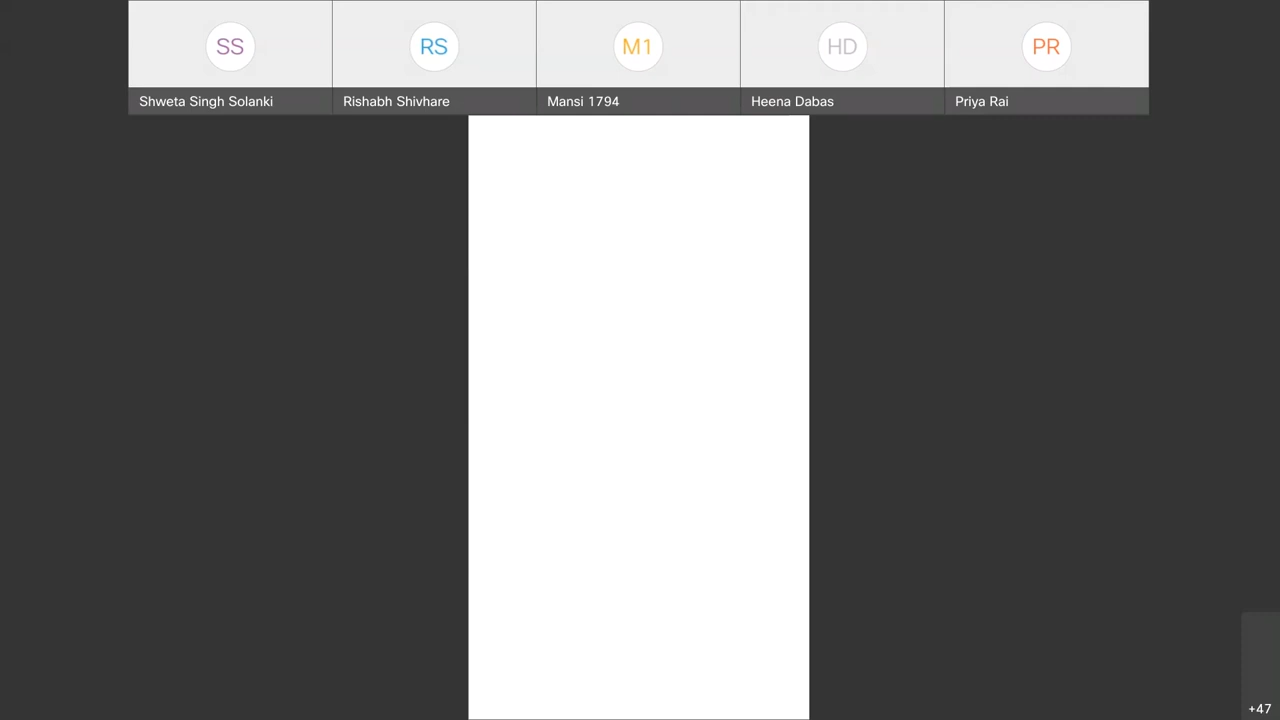 SS RS M1 HD PR
Shweta Singh Solanki Rishabh Shivhare Mansi 1794 Heena Dabas Priya Rai
+47